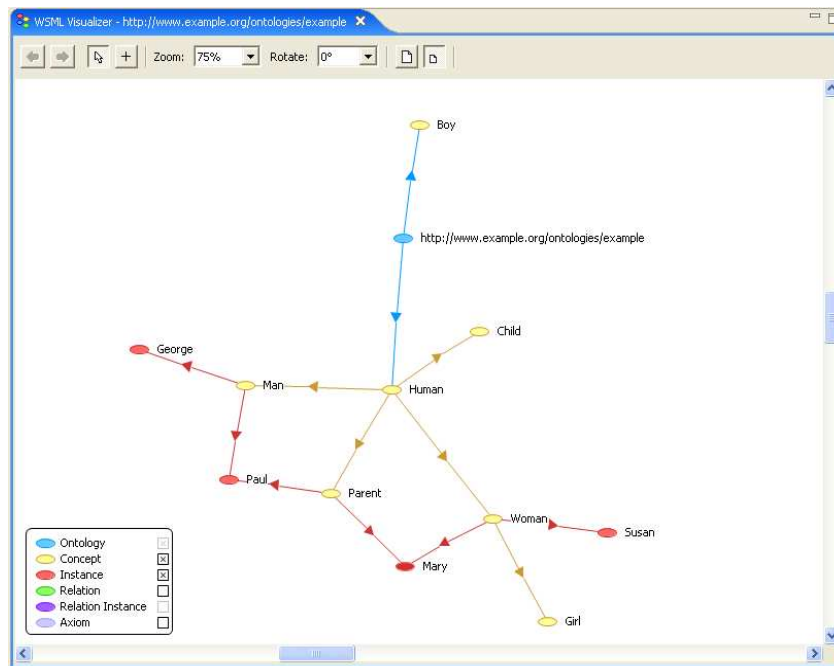 WSML Visualizer - http://www.example.org/ontologies/example
Zoom: 75% Rotate: 0°
Boy
http://www.example.org/ontologies/example
Child
George
Man
Human
Paul
Parent
Woman
Susan
Mary
Girl
Ontology
Concept
Instance
Relation
Relation Instance
Axiom